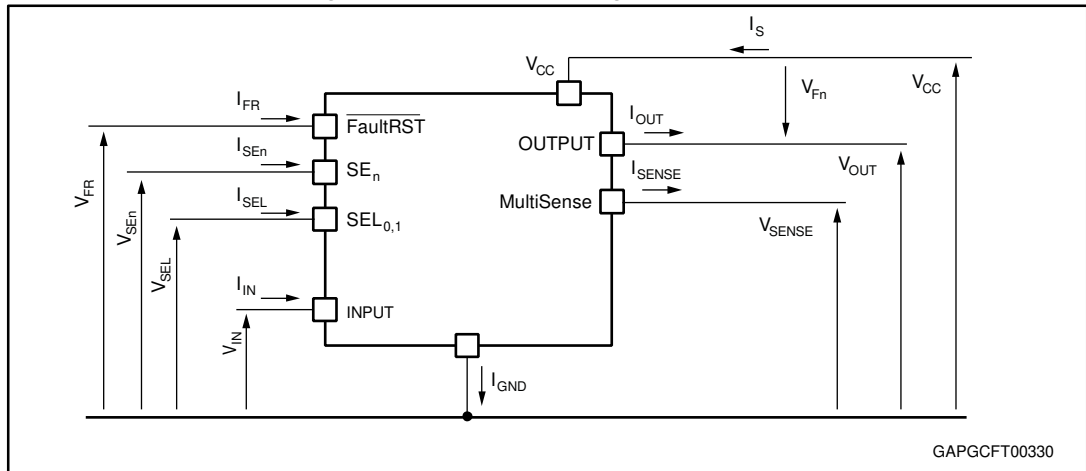 I_S
V_CC
V_Fn
V_CC
I_FR
FaultRST
I_OUT
OUTPUT
V_FR
I_SEn
SE_n
I_SENSE
MultiSense
V_OUT
V_SEn
I_SEL
SEL_0,1
V_SENSE
V_SEL
I_IN
INPUT
V_IN
I_GND
GAPGCFT00330